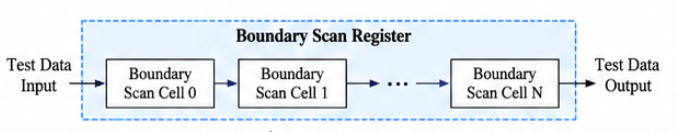 Boundary Scan Register
Test Data
Input
Boundary
Scan Cell 0
Boundary
Scan Cell 1
...
Boundary
Scan Cell N
Test Data
Output